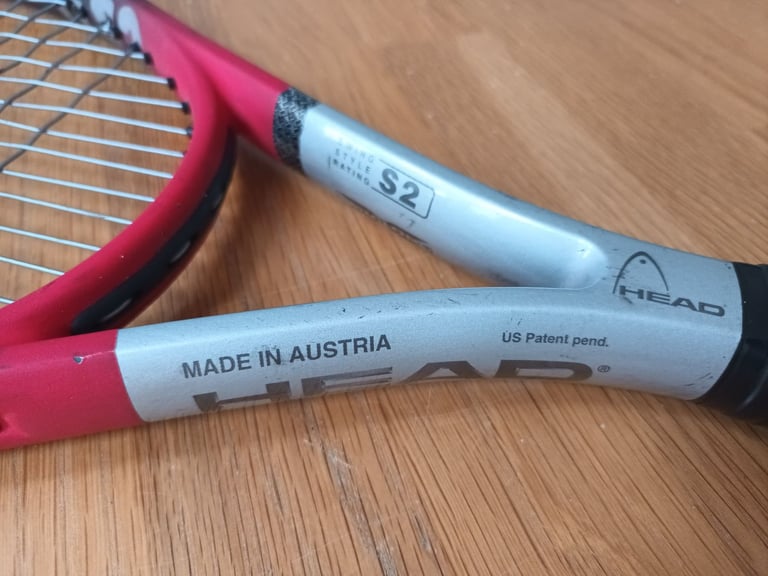 SWING
STYLE
RATING
S2
HEAD
MADE IN AUSTRIA
US Patent pend.
HEAD®